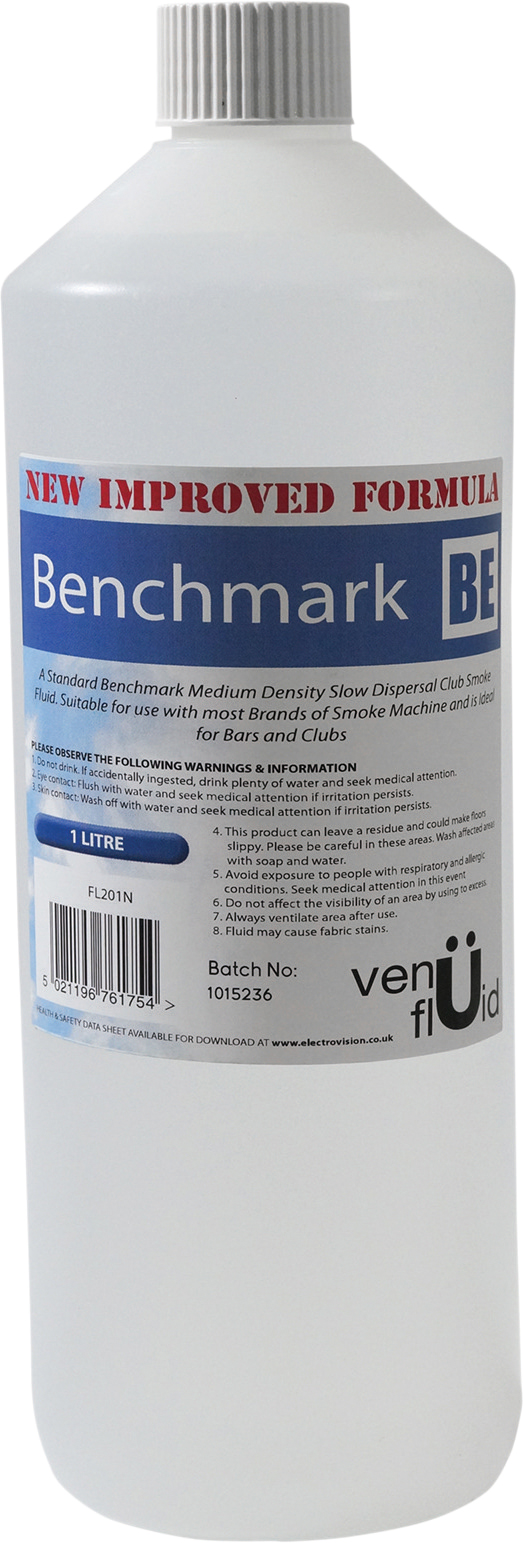 NEW IMPROVED FORMULA
Benchmark BE
A Standard Benchmark Medium Density Slow Dispersal Club Smoke
Fluid. Suitable for use with most Brands of Smoke Machine and is Ideal
for Bars and Clubs
PLEASE OBSERVE THE FOLLOWING WARNINGS & INFORMATION
1. Do not drink. If accidentally ingested, drink plenty of water and seek medical attention.
2. Eye contact: Flush with water and seek medical attention if irritation persists.
3. Skin contact: Wash off with water and seek medical attention if irritation persists.
1 LITRE
4. This product can leave a residue and could make floors
slippy. Please be careful in these areas. Wash affected areas
with soap and water.
5. Avoid exposure to people with respiratory and allergic
conditions. Seek medical attention in this event
6. Do not affect the visibility of an area by using to excess.
7. Always ventilate area after use.
8. Fluid may cause fabric stains.
FL201N
5 021196 761754 >
Batch No:
1015236
venÜ
flÜid
HEALTH & SAFETY DATA SHEET AVAILABLE FOR DOWNLOAD AT www.electrovision.co.uk